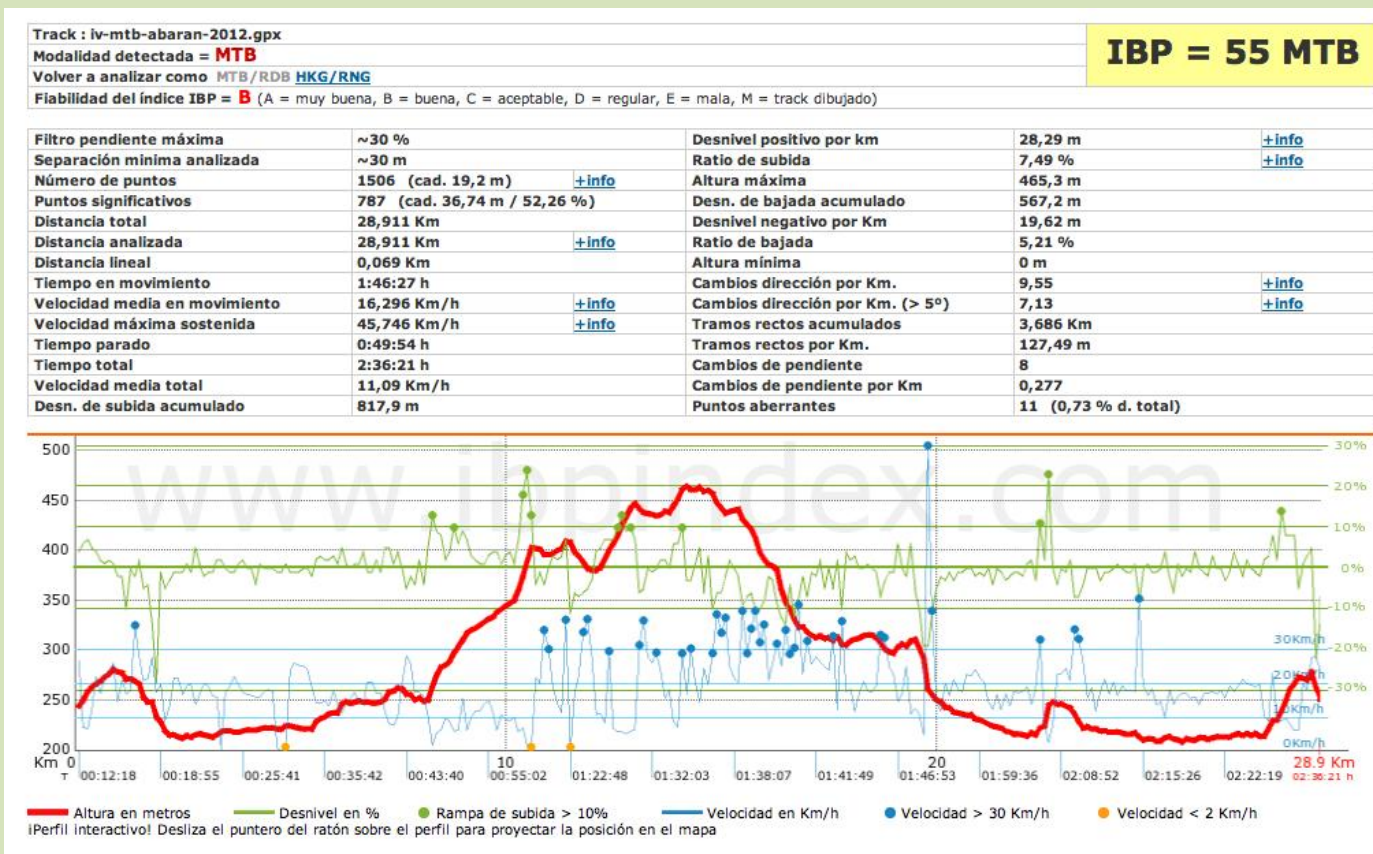 Track : iv-mtb-abaran-2012.gpx
IBP = 55 MTB
Modalidad detectada = MTB
Volver a analizar como MTB/RDB HKG/RNG
Fiabilidad del índice IBP = B (A = muy buena, B = buena, C = aceptable, D = regular, E = mala, M = track dibujado)
Filtro pendiente máxima ~30 % Desnivel positivo por km 28,29 m +info
Separación minima analizada ~30 m Ratio de subida 7,49 % +info
Número de puntos 1506 (cad. 19,2 m) +info Altura máxima 465,3 m
Puntos significativos 787 (cad. 36,74 m / 52,26 %) Desn. de bajada acumulado 567,2 m
Distancia total 28,911 Km Desnivel negativo por Km 19,62 m
Distancia analizada 28,911 Km +info Ratio de bajada 5,21 %
Distancia lineal 0,069 Km Altura mínima 0 m
Tiempo en movimiento 1:46:27 h Cambios dirección por Km. 9,55 +info
Velocidad media en movimiento 16,296 Km/h +info Cambios dirección por Km. (> 5º) 7,13 +info
Velocidad máxima sostenida 45,746 Km/h +info Tramos rectos acumulados 3,686 Km
Tiempo parado 0:49:54 h Tramos rectos por Km. 127,49 m
Tiempo total 2:36:21 h Cambios de pendiente 8
Velocidad media total 11,09 Km/h Cambios de pendiente por Km 0,277
Desn. de subida acumulado 817,9 m Puntos aberrantes 11 (0,73 % d. total)
500 30%
www.ibpindex.com
450 20%
10%
400 0%
350 -10%
300 30Km/h -20%
20Km/h
250 -30%
10Km/h
200 0Km/h
Km 0 10 20 28.9 Km
T 00:12:18 00:18:55 00:25:41 00:35:42 00:43:40 00:55:02 01:22:48 01:32:03 01:38:07 01:41:49 01:46:53 01:59:36 02:08:52 02:15:26 02:22:19 02:36:21 h
Altura en metros Desnivel en % Rampa de subida > 10% Velocidad en Km/h Velocidad > 30 Km/h Velocidad < 2 Km/h
¡Perfil interactivo! Desliza el puntero del ratón sobre el perfil para proyectar la posición en el mapa